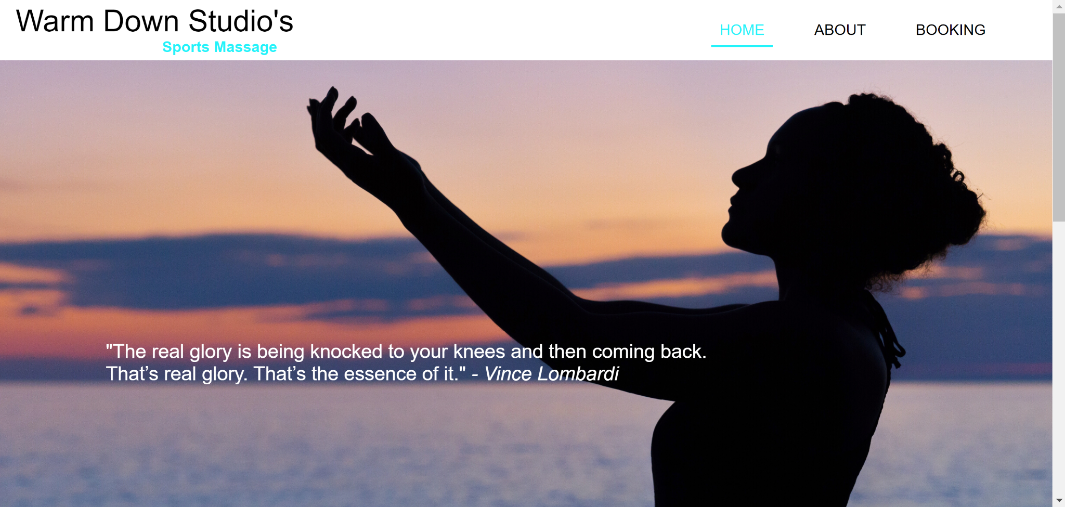 Warm Down Studio's
Sports Massage
HOME ABOUT BOOKING
"The real glory is being knocked to your knees and then coming back.
That’s real glory. That’s the essence of it." - Vince Lombardi